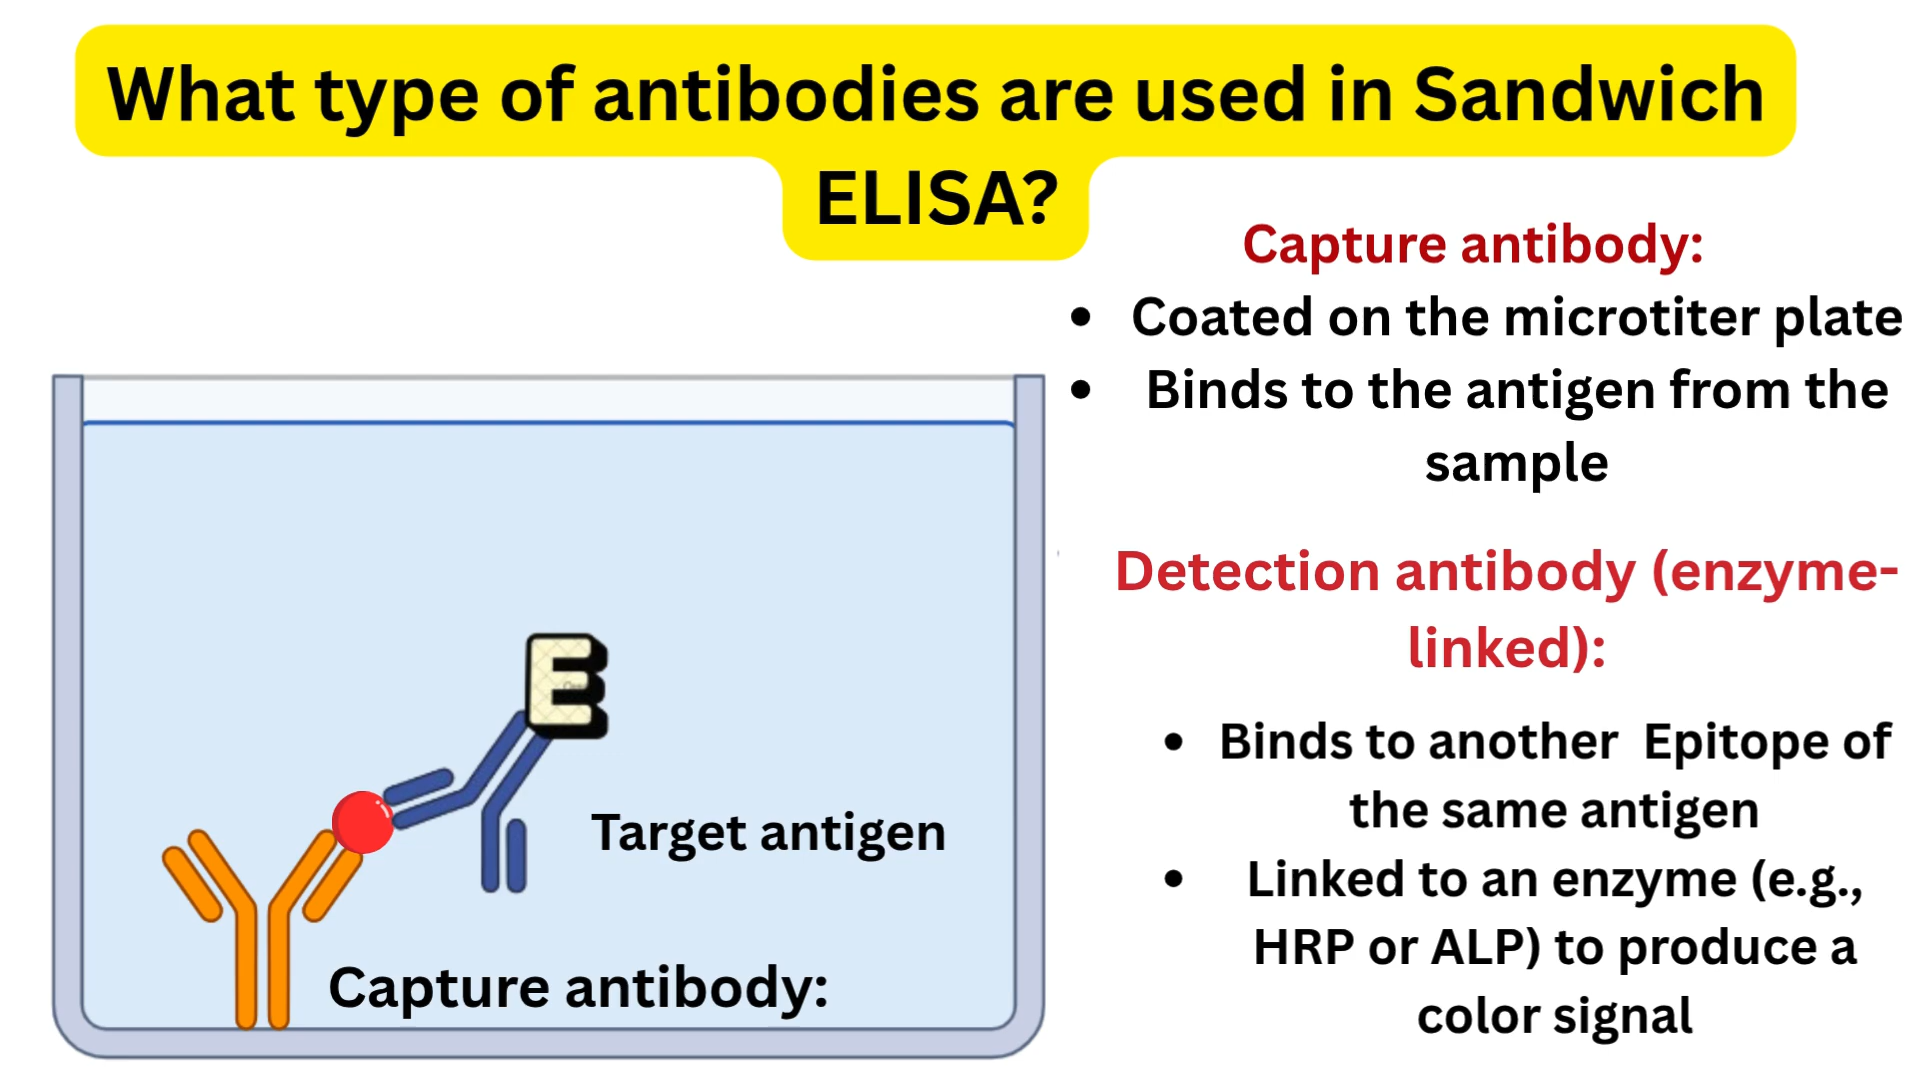 What type of antibodies are used in Sandwich
ELISA?
Capture antibody:
• Coated on the microtiter plate
• Binds to the antigen from the
sample
Detection antibody (enzyme-
linked):
• Binds to another Epitope of
the same antigen
• Linked to an enzyme (e.g.,
HRP or ALP) to produce a
color signal
E
Target antigen
Capture antibody: